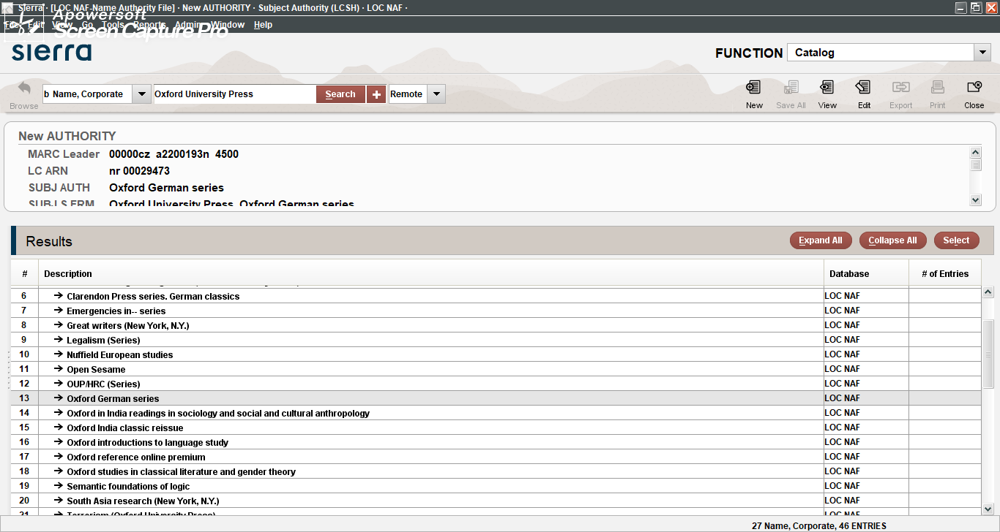 Sierra · [LOC NAF-Name Authority File] · New AUTHORITY · Subject Authority (LCSH) · LOC NAF ·
Apowersoft
Screen Capture Pro
File Edit View Go Tools Reports Admin Window Help
sierra
FUNCTION Catalog
Browse
b Name, Corporate Oxford University Press Search + Remote
New Save All View Edit Export Print Close
New AUTHORITY
MARC Leader 00000cz a2200193n 4500
LC ARN nr 00029473
SUBJ AUTH Oxford German series
SUBJ S FRM Oxford University Press. Oxford German series
Results Expand All Collapse All Select
# Description Database # of Entries
6 → Clarendon Press series. German classics LOC NAF
7 → Emergencies in-- series LOC NAF
8 → Great writers (New York, N.Y.) LOC NAF
9 → Legalism (Series) LOC NAF
10 → Nuffield European studies LOC NAF
11 → Open Sesame LOC NAF
12 → OUP/HRC (Series) LOC NAF
13 → Oxford German series LOC NAF
14 → Oxford in India readings in sociology and social and cultural anthropology LOC NAF
15 → Oxford India classic reissue LOC NAF
16 → Oxford introductions to language study LOC NAF
17 → Oxford reference online premium LOC NAF
18 → Oxford studies in classical literature and gender theory LOC NAF
19 → Semantic foundations of logic LOC NAF
20 → South Asia research (New York, N.Y.) LOC NAF
21 → Terrorism (Oxford University Press) LOC NAF
27 Name, Corporate, 46 ENTRIES